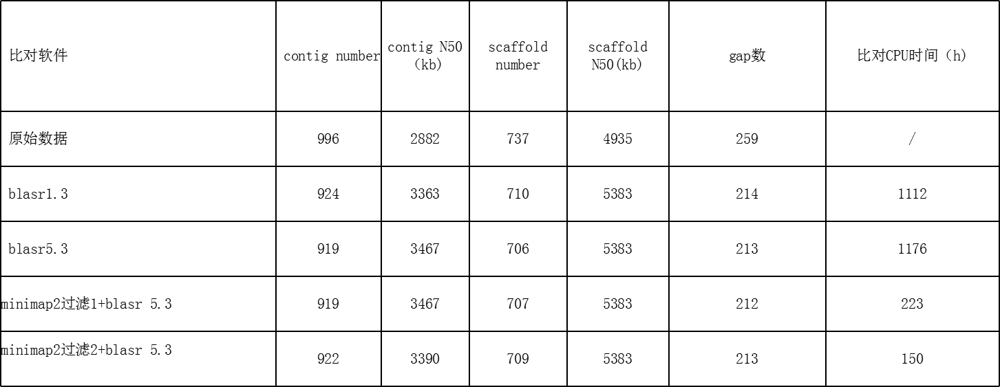 比对软件
contig number
contig N50
（kb)
scaffold
number
scaffold
N50(kb)
gap数
比对CPU时间（h)
原始数据
996
2882
737
4935
259
/
blasr1.3
924
3363
710
5383
214
1112
blasr5.3
919
3467
706
5383
213
1176
minimap2过滤1+blasr 5.3
919
3467
707
5383
212
223
minimap2过滤2+blasr 5.3
922
3390
709
5383
213
150